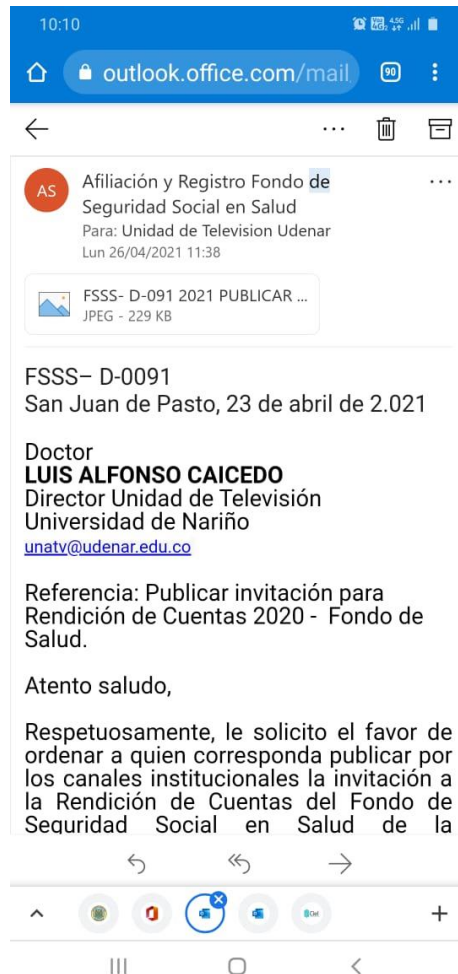 10:10
outlook.office.com/mail
90
AS
Afiliación y Registro Fondo de
Seguridad Social en Salud
Para: Unidad de Television Udenar
Lun 26/04/2021 11:38
FSSS- D-091 2021 PUBLICAR ...
JPEG - 229 KB
FSSS– D-0091
San Juan de Pasto, 23 de abril de 2.021
Doctor
LUIS ALFONSO CAICEDO
Director Unidad de Televisión
Universidad de Nariño
unatv@udenar.edu.co
Referencia: Publicar invitación para
Rendición de Cuentas 2020 - Fondo de
Salud.
Atento saludo,
Respetuosamente, le solicito el favor de
ordenar a quien corresponda publicar por
los canales institucionales la invitación a
la Rendición de Cuentas del Fondo de
Seguridad Social en Salud de la